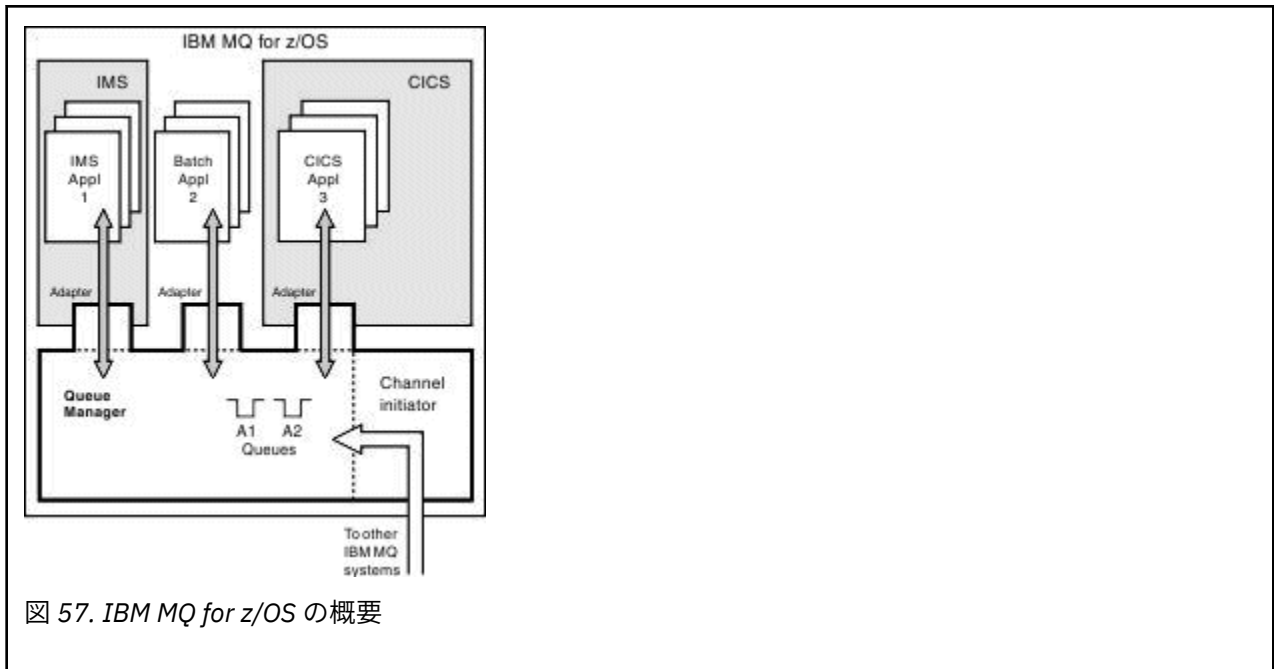 IBM MQ for z/OS
IMS
CICS
IMS
Appl
1
Batch
Appl
2
CICS
Appl
3
Adapter
Adapter
Adapter
Queue
Manager
A1
A2
Queues
Channel
initiator
To other
IBM MQ
systems
図 57. IBM MQ for z/OS の概要